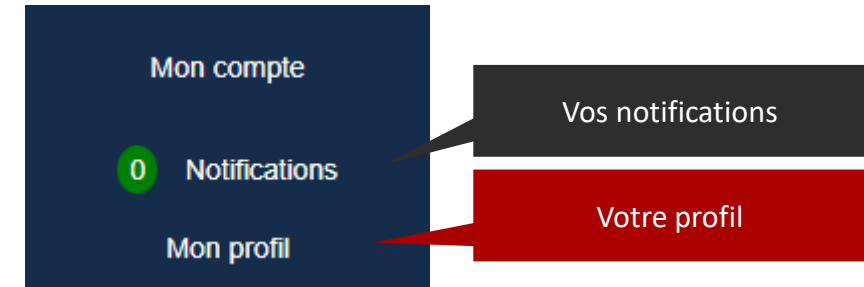 Mon compte
Vos notifications
0 Notifications
Votre profil
Mon profil